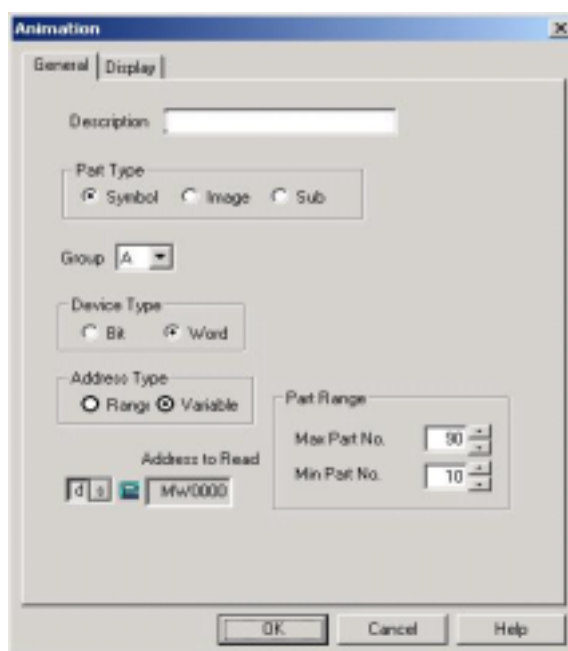 Animation
General Display
Description
Part Type
Symbol Image Sub
Group A
Device Type
Bit Word
Address Type
Range Variable
Part Range
Max Part No. 90
Address to Read
Min Part No. 10
d MW0000
OK Cancel Help